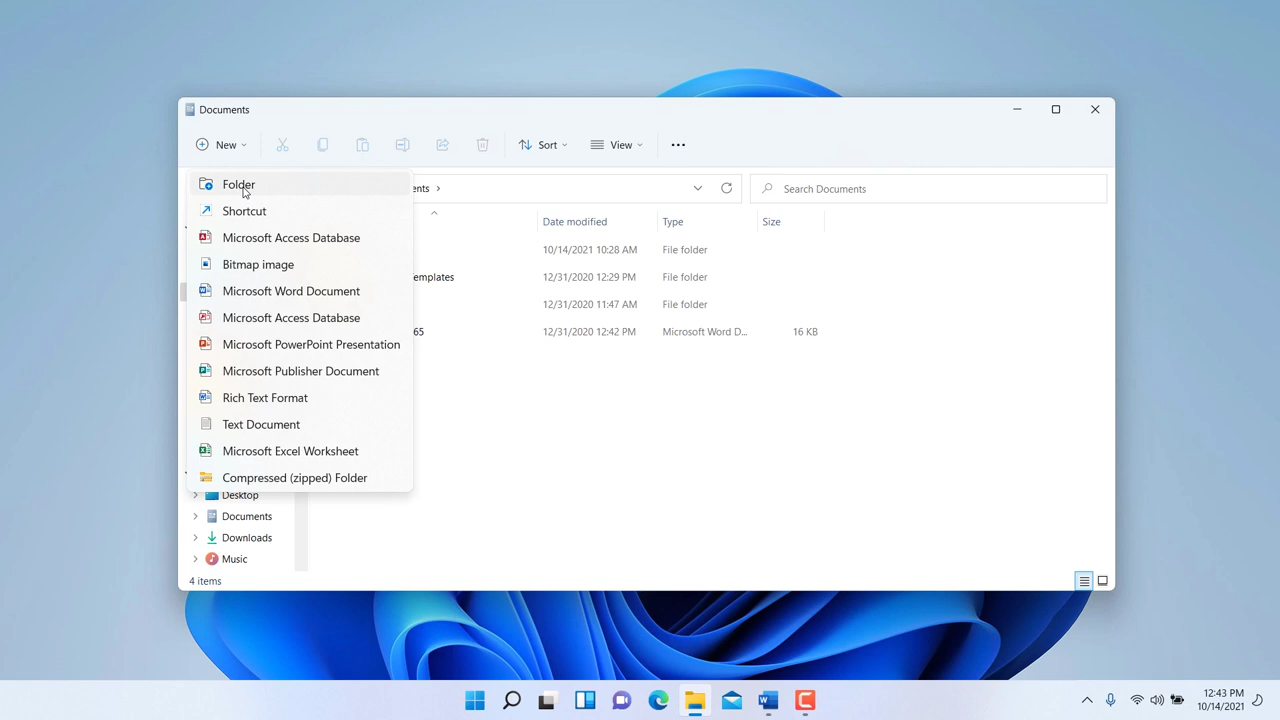 Documents
New
Sort
View
ents
Search Documents
Folder
Shortcut
Microsoft Access Database
Bitmap image
Microsoft Word Document
Microsoft Access Database
Microsoft PowerPoint Presentation
Microsoft Publisher Document
Rich Text Format
Text Document
Microsoft Excel Worksheet
Compressed (zipped) Folder
Date modified Type Size
10/14/2021 10:28 AM File folder
emplates 12/31/2020 12:29 PM File folder
12/31/2020 11:47 AM File folder
65 12/31/2020 12:42 PM Microsoft Word D... 16 KB
Desktop
Documents
Downloads
Music
4 items
12:43 PM
10/14/2021